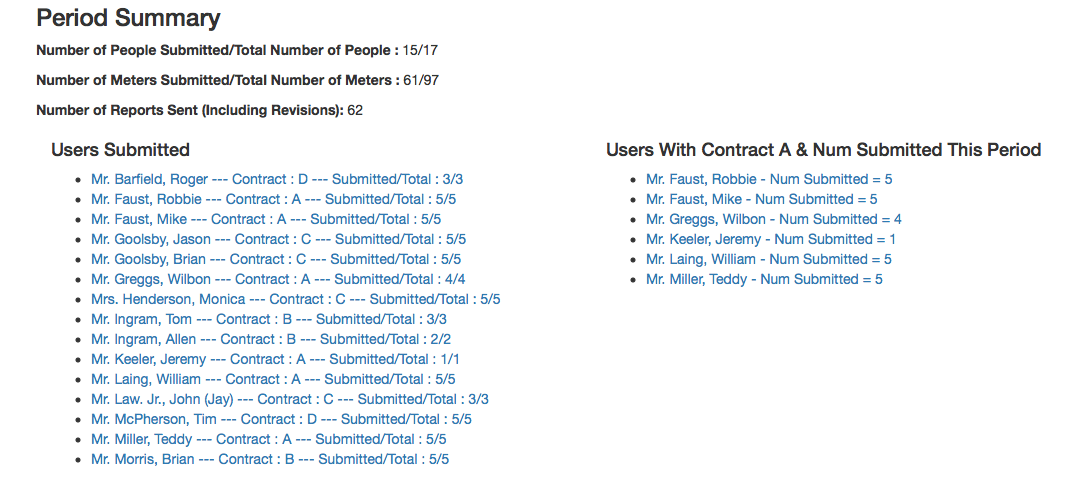 Period Summary
Number of People Submitted/Total Number of People : 15/17
Number of Meters Submitted/Total Number of Meters : 61/97
Number of Reports Sent (Including Revisions): 62
Users Submitted
Mr. Barfield, Roger --- Contract : D --- Submitted/Total : 3/3
Mr. Faust, Robbie --- Contract : A --- Submitted/Total : 5/5
Mr. Faust, Mike --- Contract : A --- Submitted/Total : 5/5
Mr. Goolsby, Jason --- Contract : C --- Submitted/Total : 5/5
Mr. Goolsby, Brian --- Contract : C --- Submitted/Total : 5/5
Mr. Greggs, Wilbon --- Contract : A --- Submitted/Total : 4/4
Mrs. Henderson, Monica --- Contract : C --- Submitted/Total : 5/5
Mr. Ingram, Tom --- Contract : B --- Submitted/Total : 3/3
Mr. Ingram, Allen --- Contract : B --- Submitted/Total : 2/2
Mr. Keeler, Jeremy --- Contract : A --- Submitted/Total : 1/1
Mr. Laing, William --- Contract : A --- Submitted/Total : 5/5
Mr. Law. Jr., John (Jay) --- Contract : C --- Submitted/Total : 3/3
Mr. McPherson, Tim --- Contract : D --- Submitted/Total : 5/5
Mr. Miller, Teddy --- Contract : A --- Submitted/Total : 5/5
Mr. Morris, Brian --- Contract : B --- Submitted/Total : 5/5
Users With Contract A & Num Submitted This Period
Mr. Faust, Robbie - Num Submitted = 5
Mr. Faust, Mike - Num Submitted = 5
Mr. Greggs, Wilbon - Num Submitted = 4
Mr. Keeler, Jeremy - Num Submitted = 1
Mr. Laing, William - Num Submitted = 5
Mr. Miller, Teddy - Num Submitted = 5